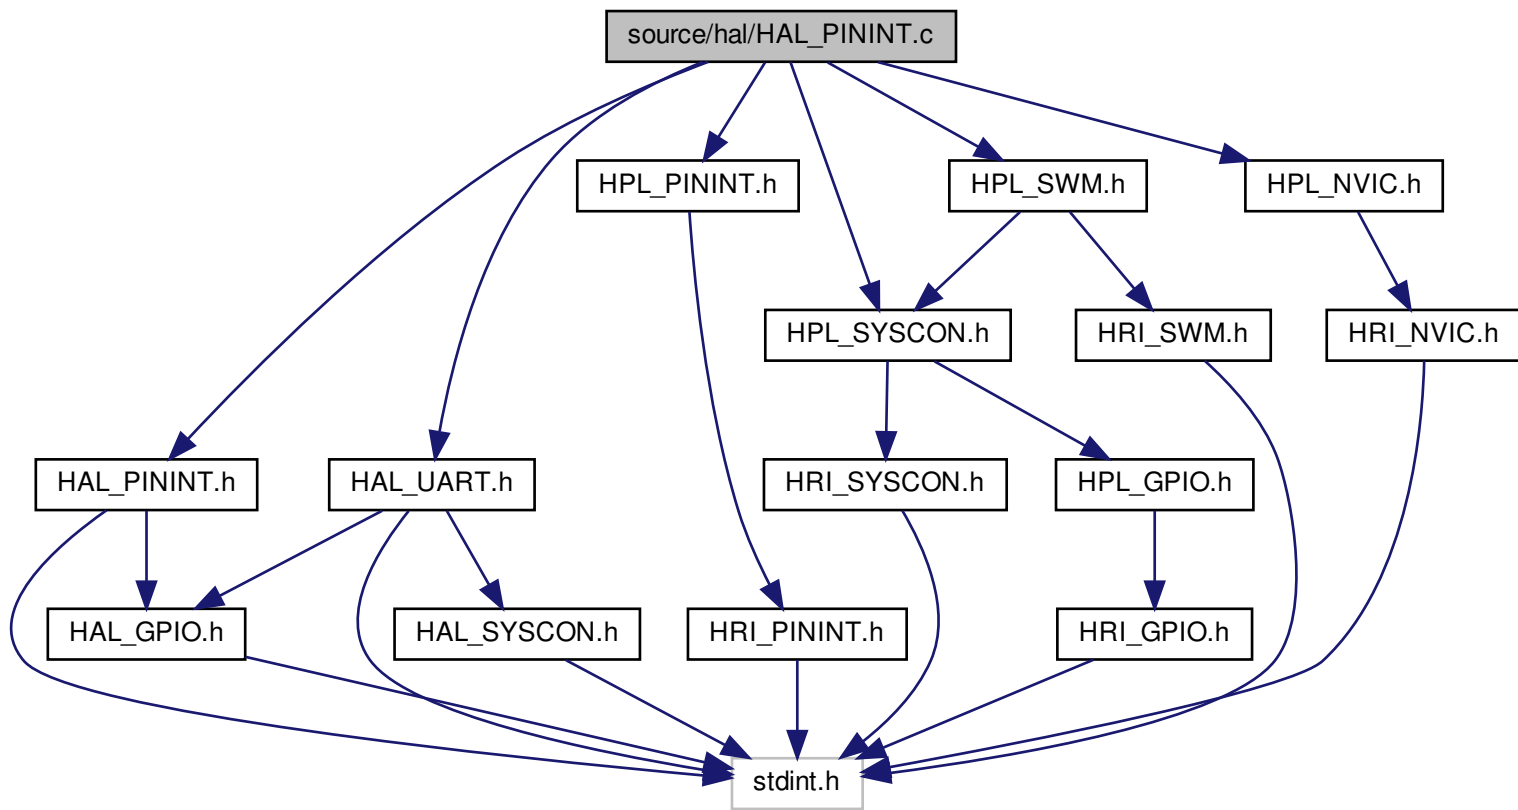 source/hal/HAL_PININT.c
HPL_PININT.h
HPL_SWM.h
HPL_NVIC.h
HPL_SYSCON.h
HRI_SWM.h
HRI_NVIC.h
HAL_PININT.h
HAL_UART.h
HRI_SYSCON.h
HPL_GPIO.h
HAL_GPIO.h
HAL_SYSCON.h
HRI_PININT.h
HRI_GPIO.h
stdint.h